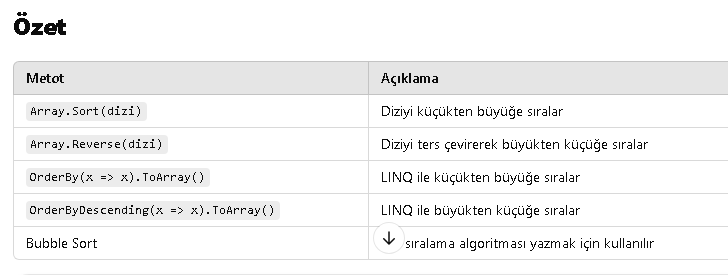 Özet
Metot Açıklama
Array.Sort(dizi) Diziyi küçükten büyüğe sıralar
Array.Reverse(dizi) Diziyi ters çevirerek büyükten küçüğe sıralar
OrderBy(x => x).ToArray() LINQ ile küçükten büyüğe sıralar
OrderByDescending(x => x).ToArray() LINQ ile büyükten küçüğe sıralar
Bubble Sort sıralama algoritması yazmak için kullanılır